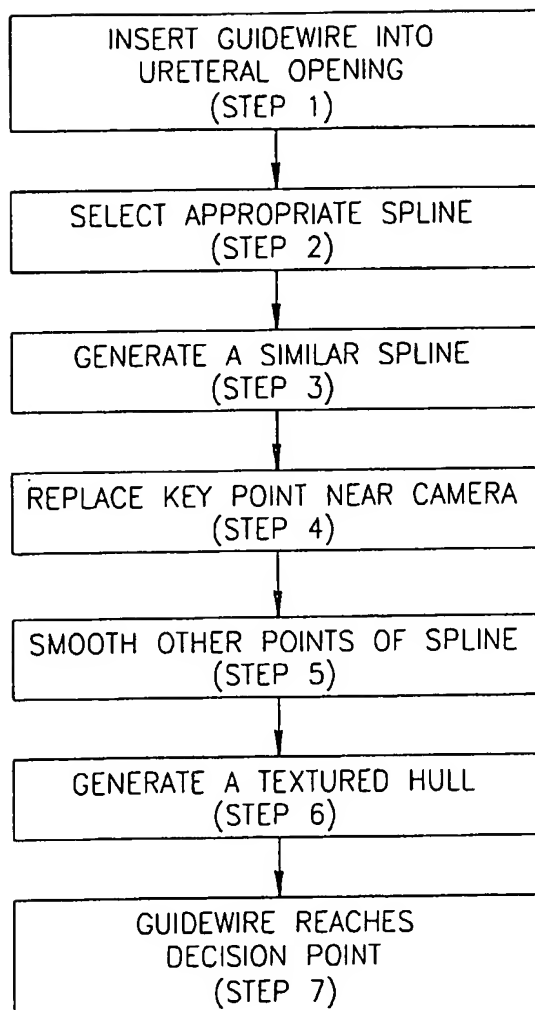 INSERT GUIDEWIRE INTO
URETERAL OPENING
(STEP 1)
SELECT APPROPRIATE SPLINE
(STEP 2)
GENERATE A SIMILAR SPLINE
(STEP 3)
REPLACE KEY POINT NEAR CAMERA
(STEP 4)
SMOOTH OTHER POINTS OF SPLINE
(STEP 5)
GENERATE A TEXTURED HULL
(STEP 6)
GUIDEWIRE REACHES
DECISION POINT
(STEP 7)